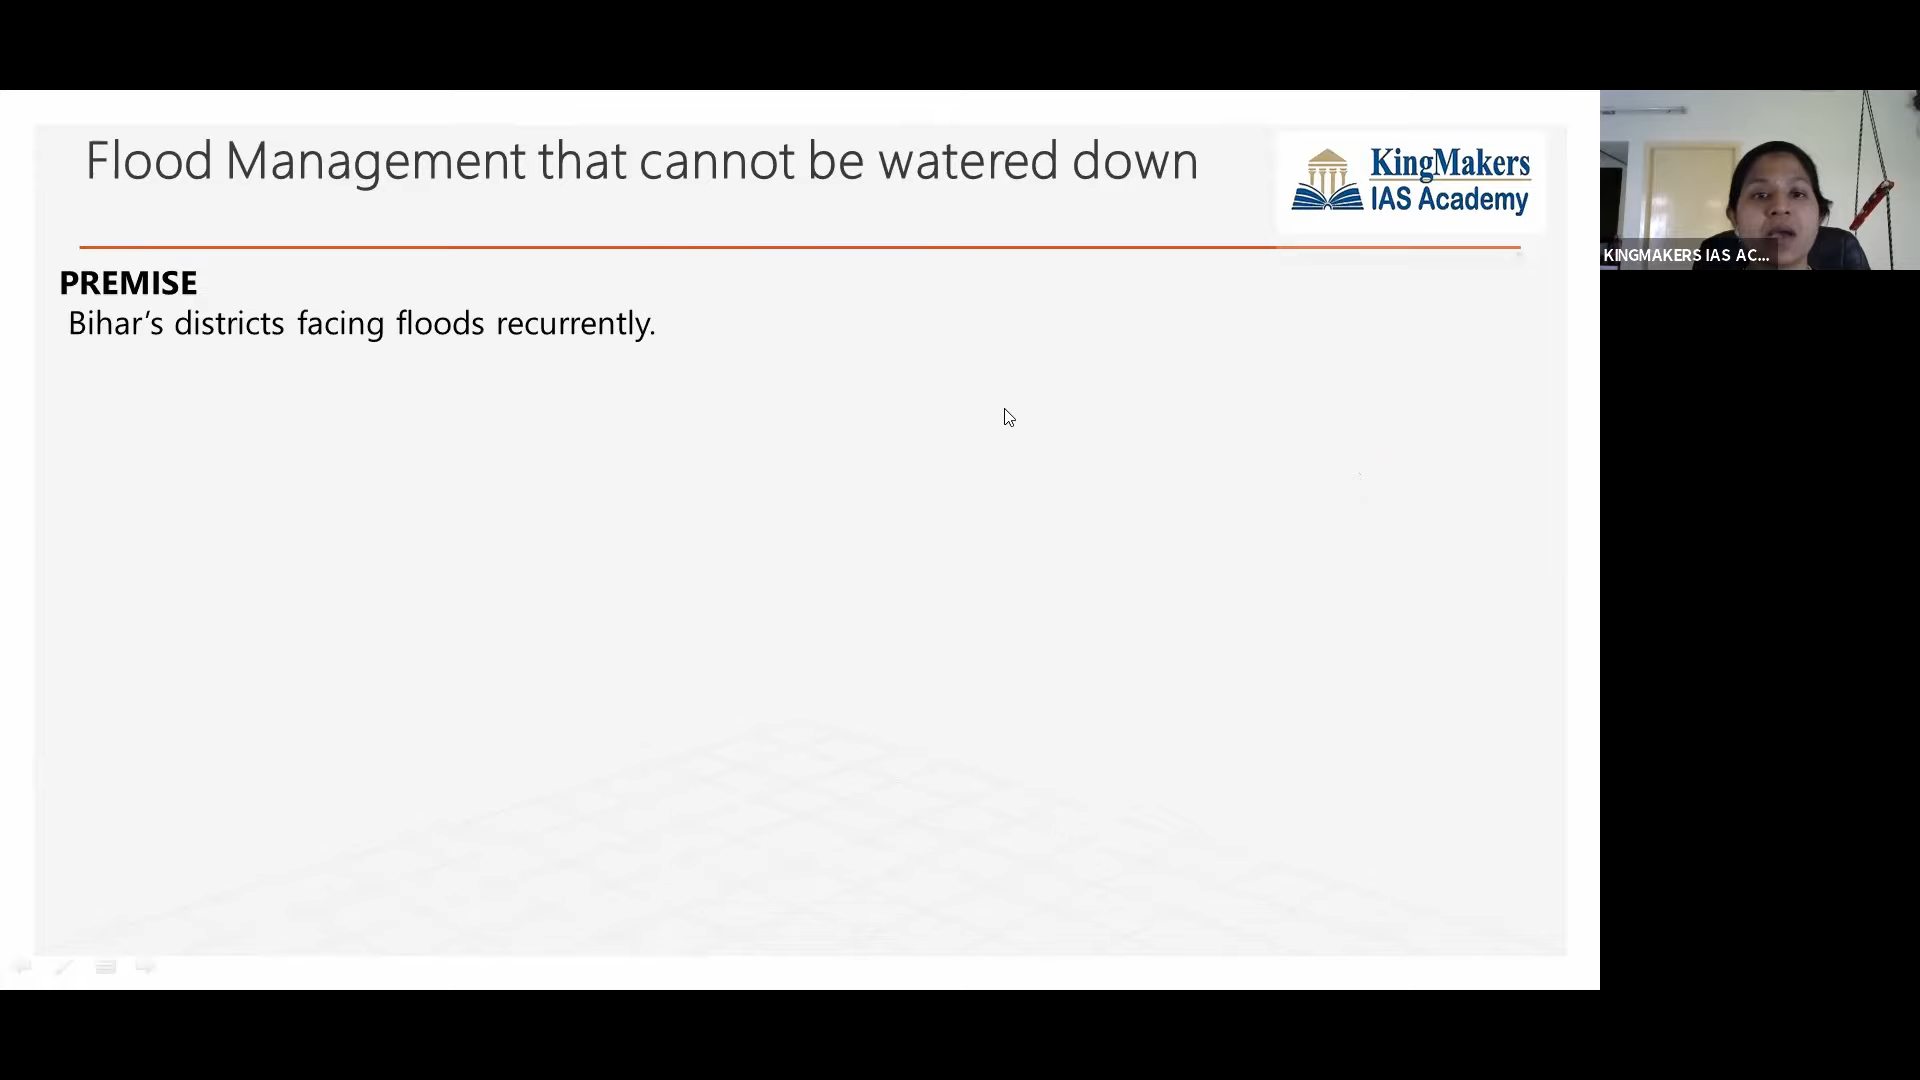 Flood Management that cannot be watered down
KingMakers
IAS Academy
PREMISE
Bihar’s districts facing floods recurrently.
KINGMAKERS IAS AC...